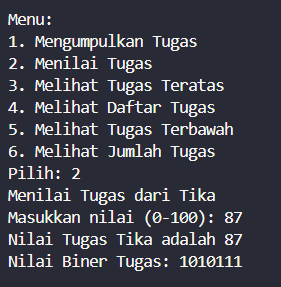 Menu:
1. Mengumpulkan Tugas
2. Menilai Tugas
3. Melihat Tugas Teratas
4. Melihat Daftar Tugas
5. Melihat Tugas Terbawah
6. Melihat Jumlah Tugas
Pilih: 2
Menilai Tugas dari Tika
Masukkan nilai (0-100): 87
Nilai Tugas Tika adalah 87
Nilai Biner Tugas: 1010111